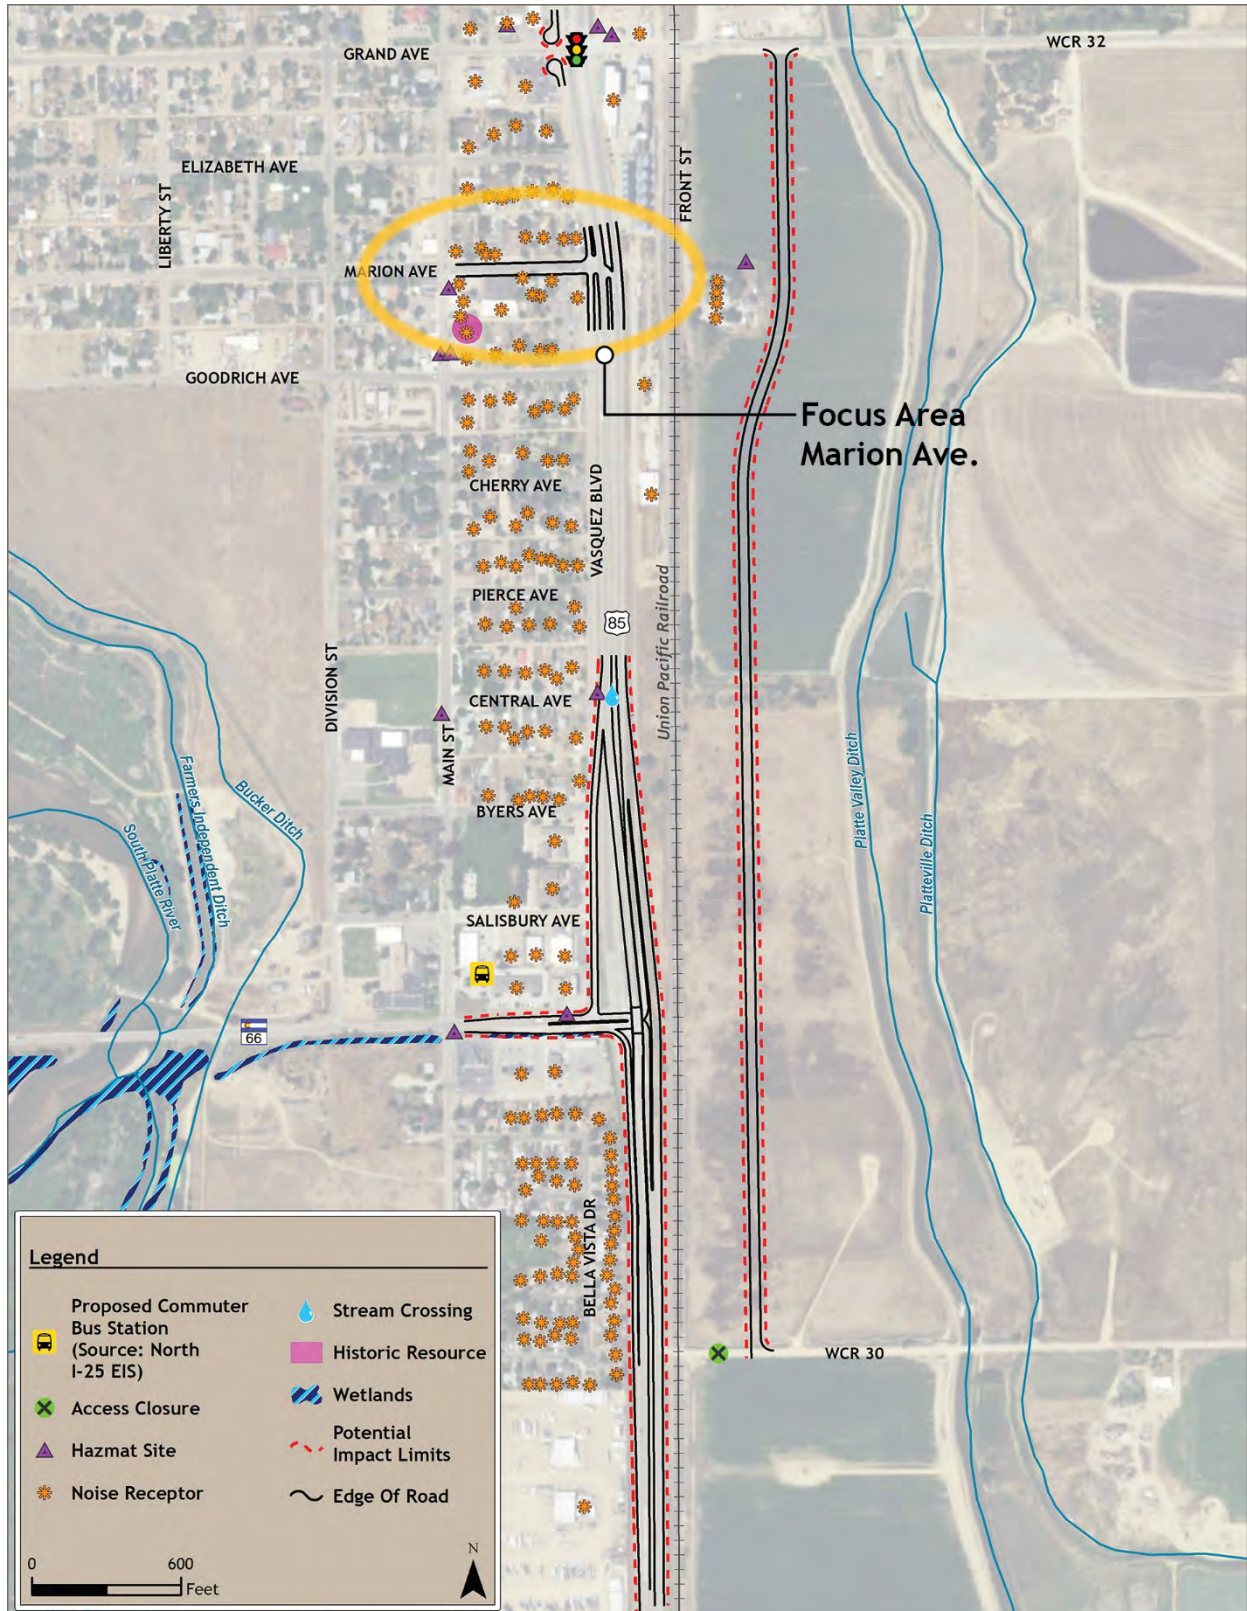 GRAND AVE
WCR 32
ELIZABETH AVE
LIBERTY ST
FRONT ST
MARION AVE
GOODRICH AVE
Focus Area
Marion Ave.
CHERRY AVE
VASQUEZ BLVD
PIERCE AVE
85
Union Pacific Railroad
DIVISION ST
CENTRAL AVE
MAIN ST
BYERS AVE
Farmers Independent Ditch
Bucker Ditch
South Platte River
Platte Valley Ditch
Platteville Ditch
SALISBURY AVE
66
BELLA VISTA DR
WCR 30
Legend
Proposed Commuter
Bus Station
(Source: North
I-25 EIS)
Access Closure
Hazmat Site
Noise Receptor
Stream Crossing
Historic Resource
Wetlands
Potential
Impact Limits
Edge Of Road
0 600
Feet
N